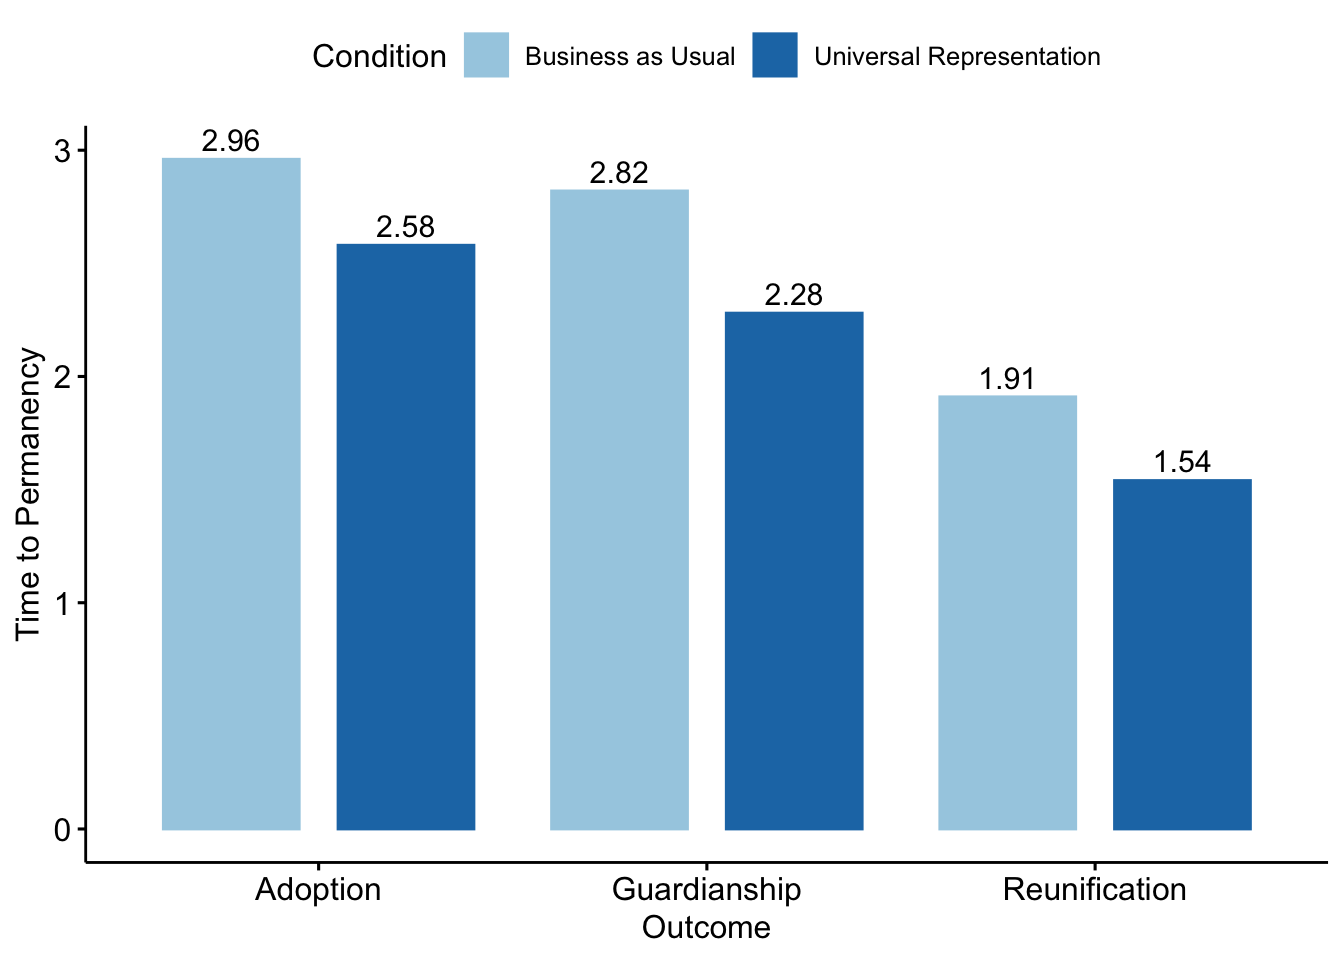 Condition Business as Usual Universal Representation
Time to Permanency
3
2
1
0
2.96
2.58
2.82
2.28
1.91
1.54
Adoption Guardianship Reunification
Outcome